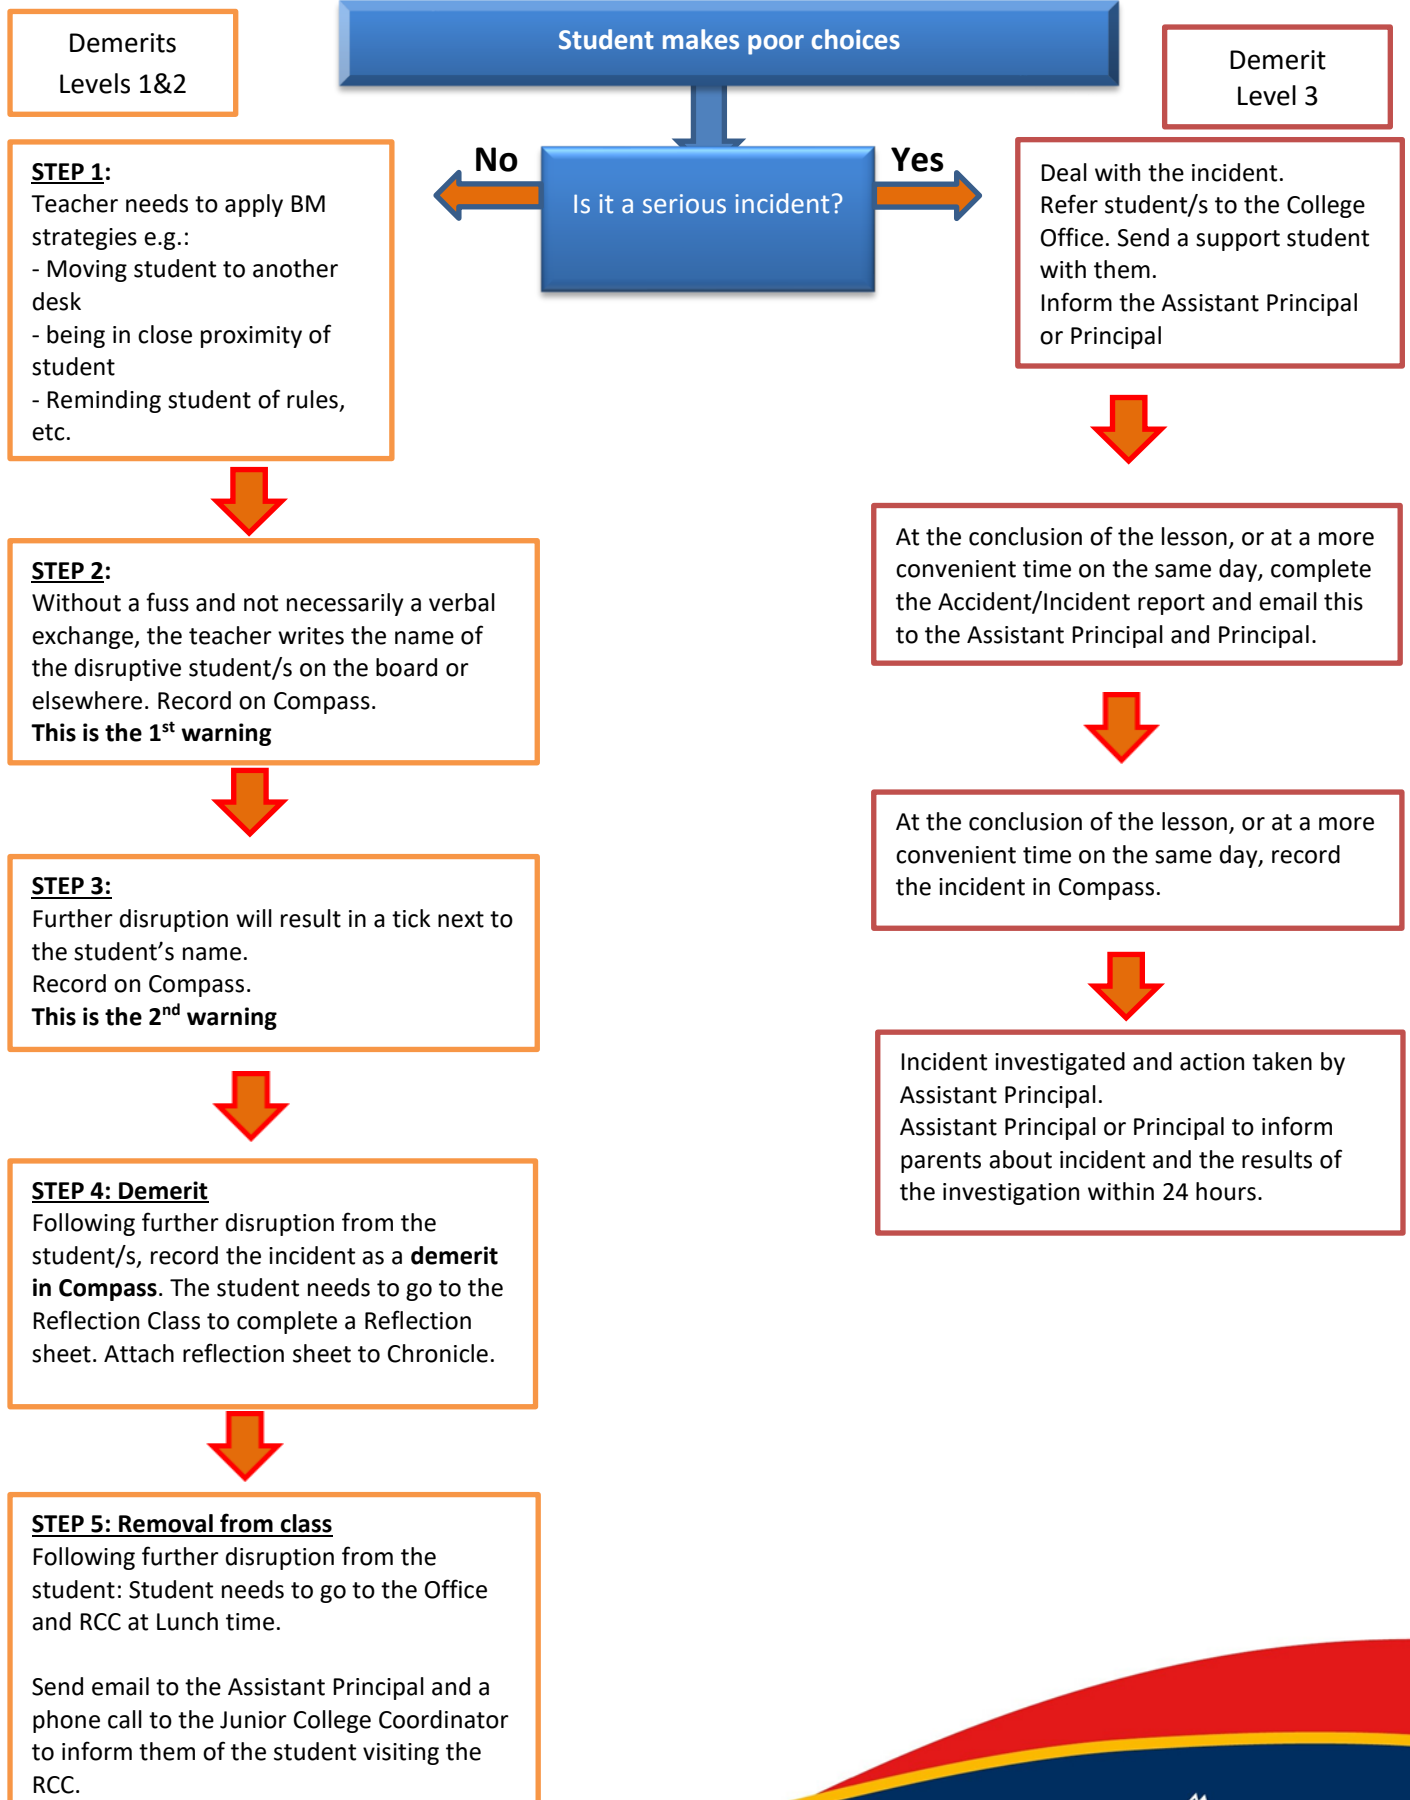 Demerits
Levels 1&2
Student makes poor choices
Demerit
Level 3
No
Is it a serious incident?
Yes
STEP 1:
Teacher needs to apply BM
strategies e.g.:
- Moving student to another
desk
- being in close proximity of
student
- Reminding student of rules,
etc.
Deal with the incident.
Refer student/s to the College
Office. Send a support student
with them.
Inform the Assistant Principal
or Principal
STEP 2:
Without a fuss and not necessarily a verbal
exchange, the teacher writes the name of
the disruptive student/s on the board or
elsewhere. Record on Compass.
This is the 1st warning
At the conclusion of the lesson, or at a more
convenient time on the same day, complete
the Accident/Incident report and email this
to the Assistant Principal and Principal.
STEP 3:
Further disruption will result in a tick next to
the student’s name.
Record on Compass.
This is the 2nd warning
At the conclusion of the lesson, or at a more
convenient time on the same day, record
the incident in Compass.
STEP 4: Demerit
Following further disruption from the
student/s, record the incident as a demerit
in Compass. The student needs to go to the
Reflection Class to complete a Reflection
sheet. Attach reflection sheet to Chronicle.
Incident investigated and action taken by
Assistant Principal.
Assistant Principal or Principal to inform
parents about incident and the results of
the investigation within 24 hours.
STEP 5: Removal from class
Following further disruption from the
student: Student needs to go to the Office
and RCC at Lunch time.
Send email to the Assistant Principal and a
phone call to the Junior College Coordinator
to inform them of the student visiting the
RCC.